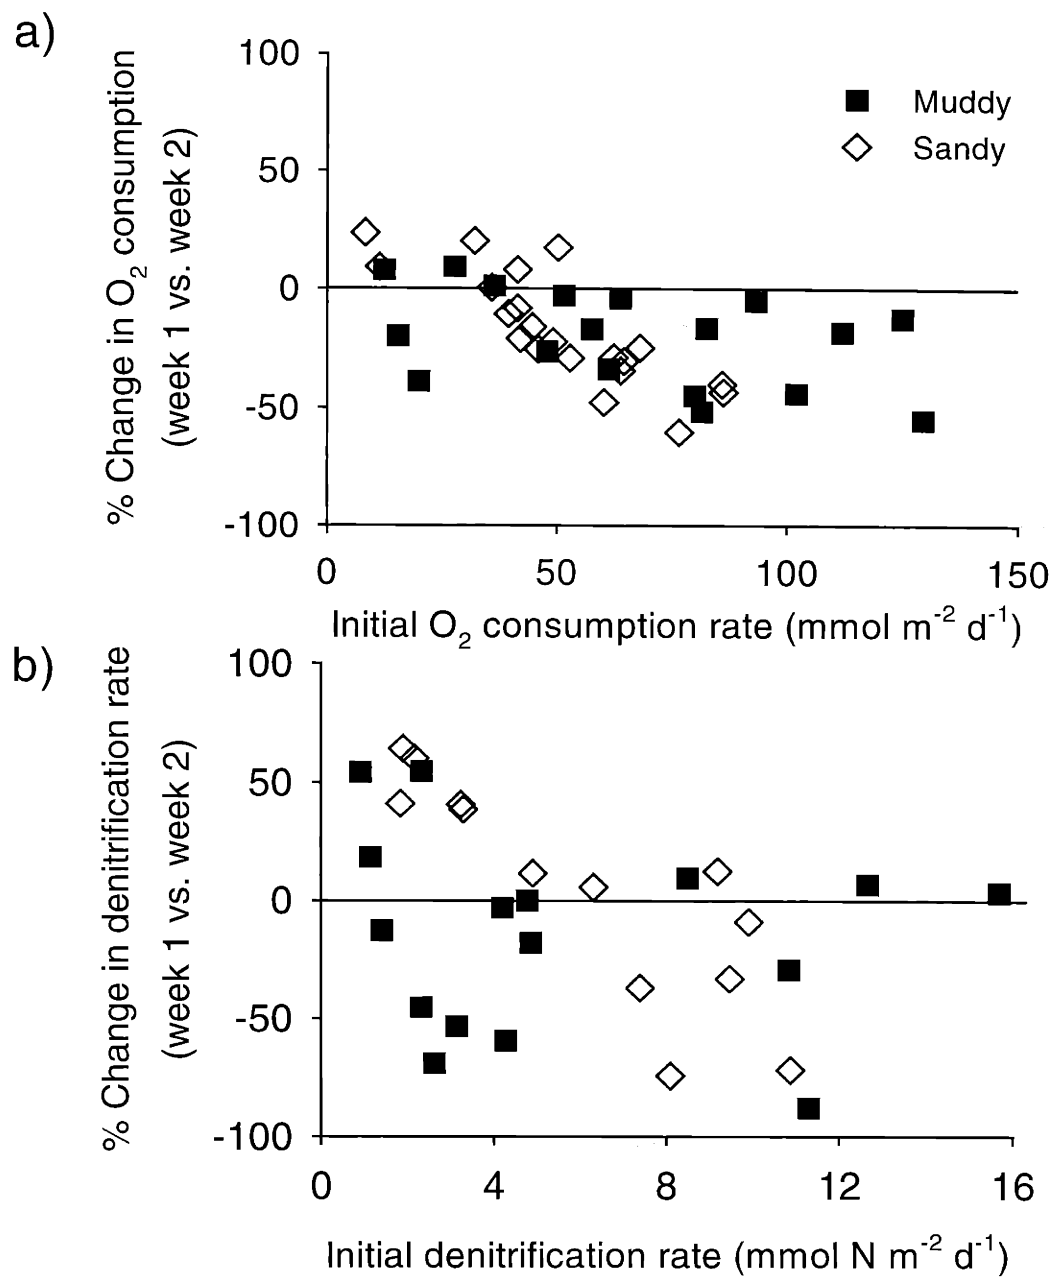 a)
% Change in O2 consumption
(week 1 vs. week 2)
100
50
0
-50
-100
Muddy
Sandy
0 50 100 150
Initial O2 consumption rate (mmol m-2 d-1)
b)
% Change in denitrification rate
(week 1 vs. week 2)
100
50
0
-50
-100
0 4 8 12 16
Initial denitrification rate (mmol N m-2 d-1)